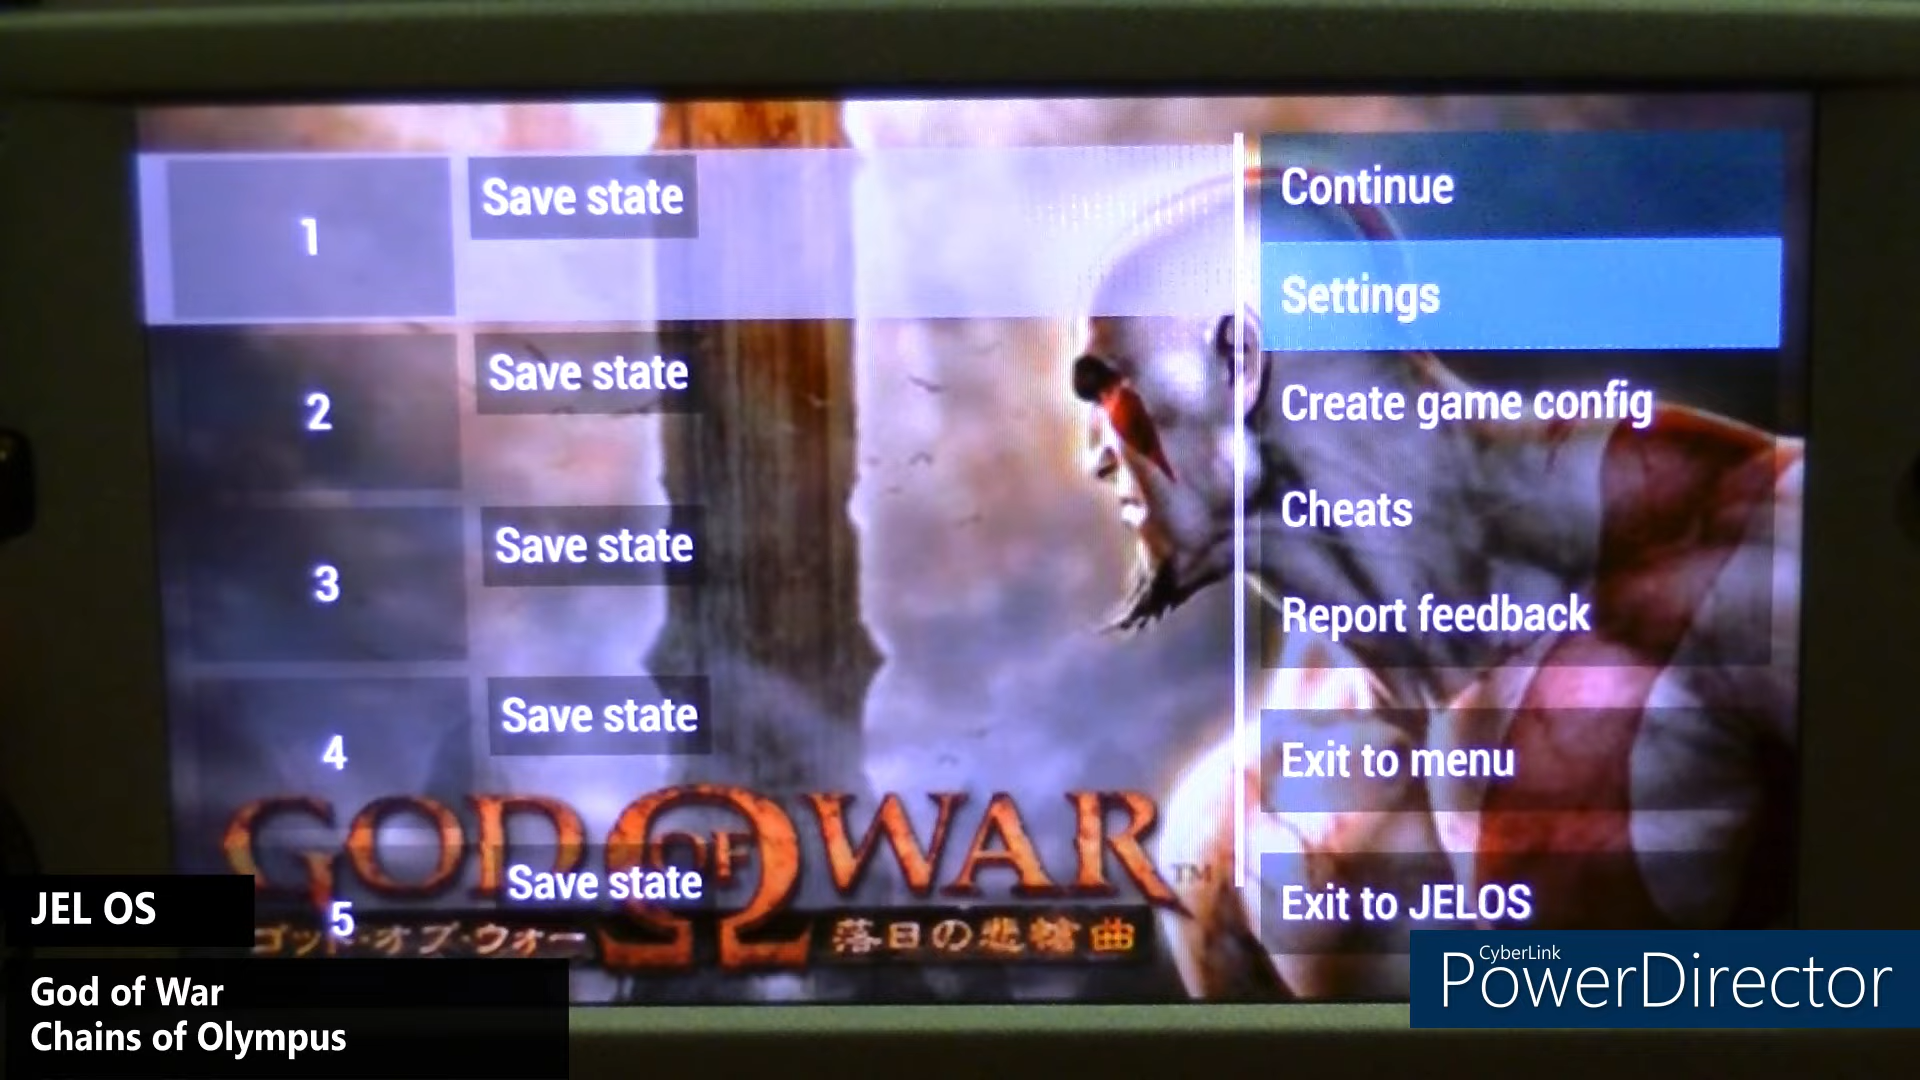 1
Save state
2
Save state
3
Save state
4
Save state
5
Save state
Continue
Settings
Create game config
Cheats
Report feedback
Exit to menu
Exit to JELOS
GOD OF WAR™
ゴッド・オブ・ウォー
落日の悲愴曲
JEL OS
God of War
Chains of Olympus
CyberLink
PowerDirector